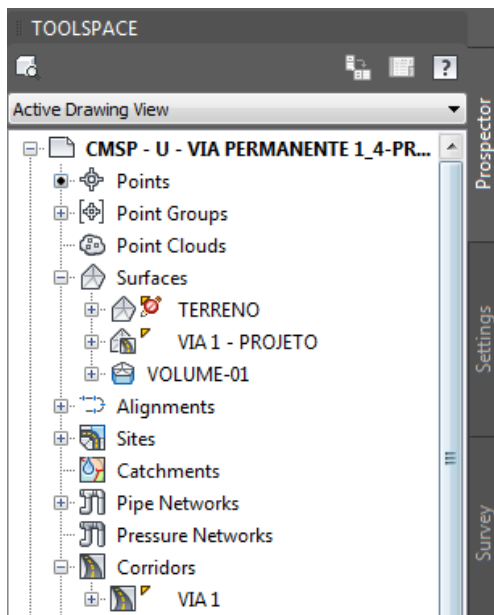 TOOLSPACE
?
Active Drawing View
CMSP - U - VIA PERMANENTE 1_4-PR...
Points
Point Groups
Point Clouds
Surfaces
TERRENO
VIA 1 - PROJETO
VOLUME-01
Alignments
Sites
Catchments
Pipe Networks
Pressure Networks
Corridors
VIA 1
Prospector
Settings
Survey